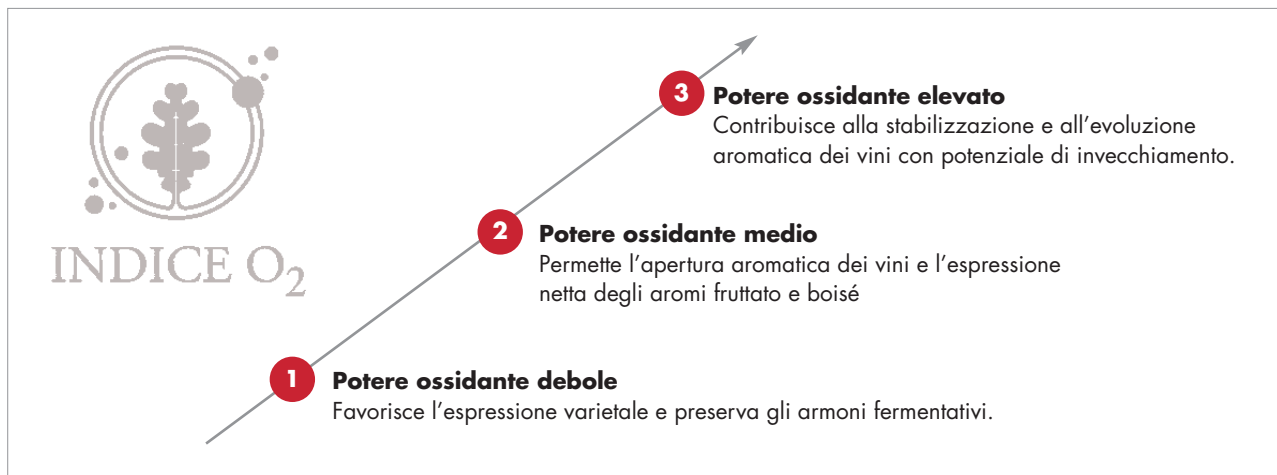 INDICE O₂
3
Potere ossidante elevato
Contribuisce alla stabilizzazione e all’evoluzione
aromatica dei vini con potenziale di invecchiamento.
2
Potere ossidante medio
Permette l’apertura aromatica dei vini e l’espressione
netta degli aromi fruttato e boisé
1
Potere ossidante debole
Favorisce l’espressione varietale e preserva gli armoni fermentativi.